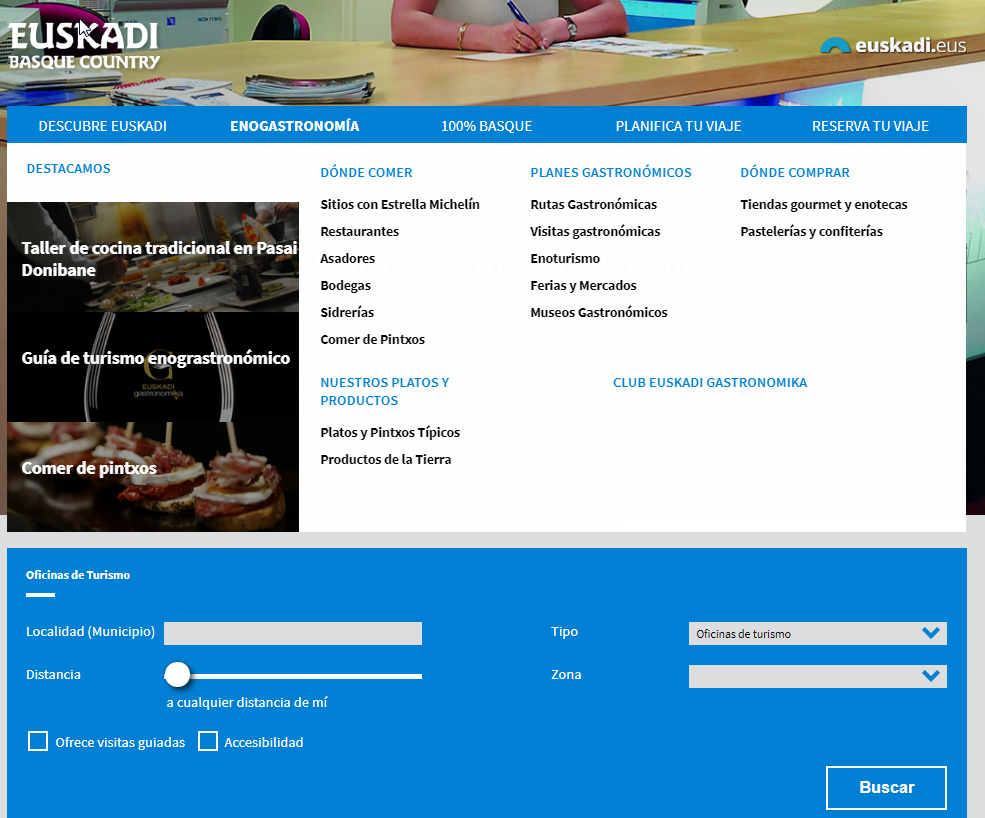 EUSKADI
BASQUE COUNTRY
euskadi.eus
DESCUBRE EUSKADI
ENOGASTRONOMÍA
100% BASQUE
PLANIFICA TU VIAJE
RESERVA TU VIAJE
DESTACAMOS
Taller de cocina tradicional en Pasai
Donibane
Guía de turismo enograstronómico
EUSKADI
gastronomika
Comer de pintxos
DÓNDE COMER
Sitios con Estrella Michelín
Restaurantes
Asadores
Bodegas
Sidrerías
Comer de Pintxos
PLANES GASTRONÓMICOS
Rutas Gastronómicas
Visitas gastronómicas
Enoturismo
Ferias y Mercados
Museos Gastronómicos
DÓNDE COMPRAR
Tiendas gourmet y enotecas
Pastelerías y confiterías
NUESTROS PLATOS Y
PRODUCTOS
Platos y Pintxos Típicos
Productos de la Tierra
CLUB EUSKADI GASTRONOMIKA
Oficinas de Turismo
Localidad (Municipio)
Tipo
Oficinas de turismo
Distancia
a cualquier distancia de mí
Zona
Ofrece visitas guiadas
Accesibilidad
Buscar